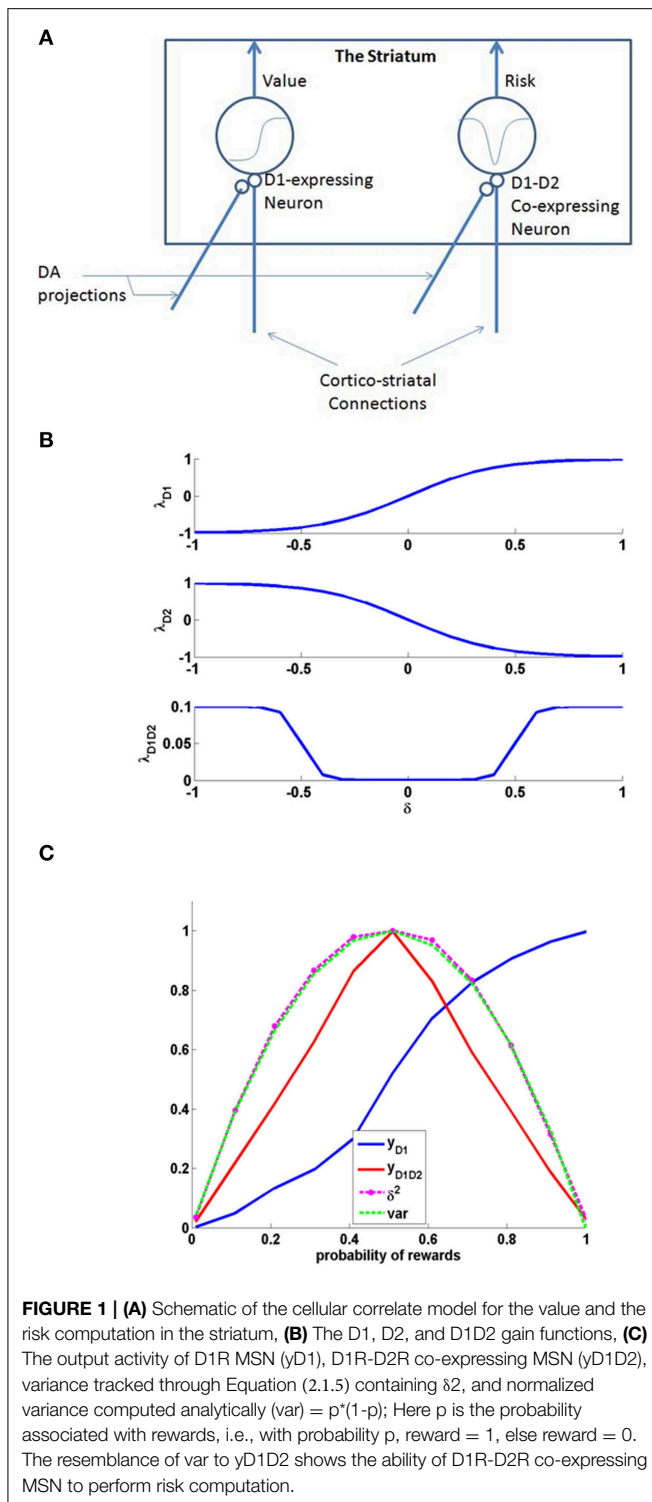 A
The Striatum
Value
Risk
D1-expressing
Neuron
D1-D2
Co-expressing
Neuron
DA
projections
Cortico-striatal
Connections
B
λD1
1
0
-1
-1 -0.5 0 0.5 1
λD2
1
0
-1
-1 -0.5 0 0.5 1
λD1D2
0.1
0.05
0
-1 -0.5 0 0.5 1
δ
C
1
0.8
0.6
0.4
0.2
0
yD1
yD1D2
δ2
var
0 0.2 0.4 0.6 0.8 1
probability of rewards
FIGURE 1 | (A) Schematic of the cellular correlate model for the value and the
risk computation in the striatum, (B) The D1, D2, and D1D2 gain functions, (C)
The output activity of D1R MSN (yD1), D1R-D2R co-expressing MSN (yD1D2),
variance tracked through Equation (2.1.5) containing δ2, and normalized
variance computed analytically (var) = p*(1-p); Here p is the probability
associated with rewards, i.e., with probability p, reward = 1, else reward = 0.
The resemblance of var to yD1D2 shows the ability of D1R-D2R co-expressing
MSN to perform risk computation.